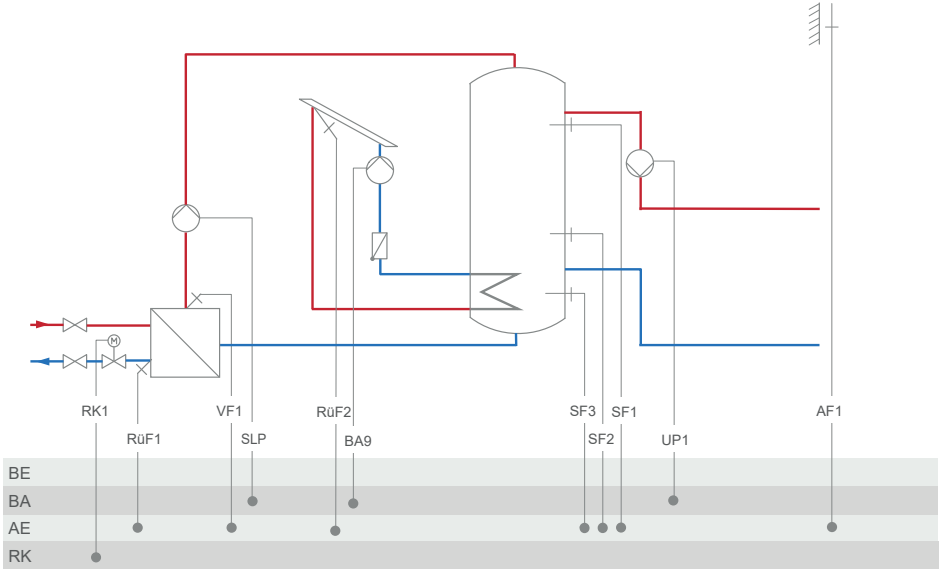 M
RK1
VF1
RüF2
SF3
SF1
AF1
RüF1
SLP
BA9
SF2
UP1
BE
BA
AE
RK